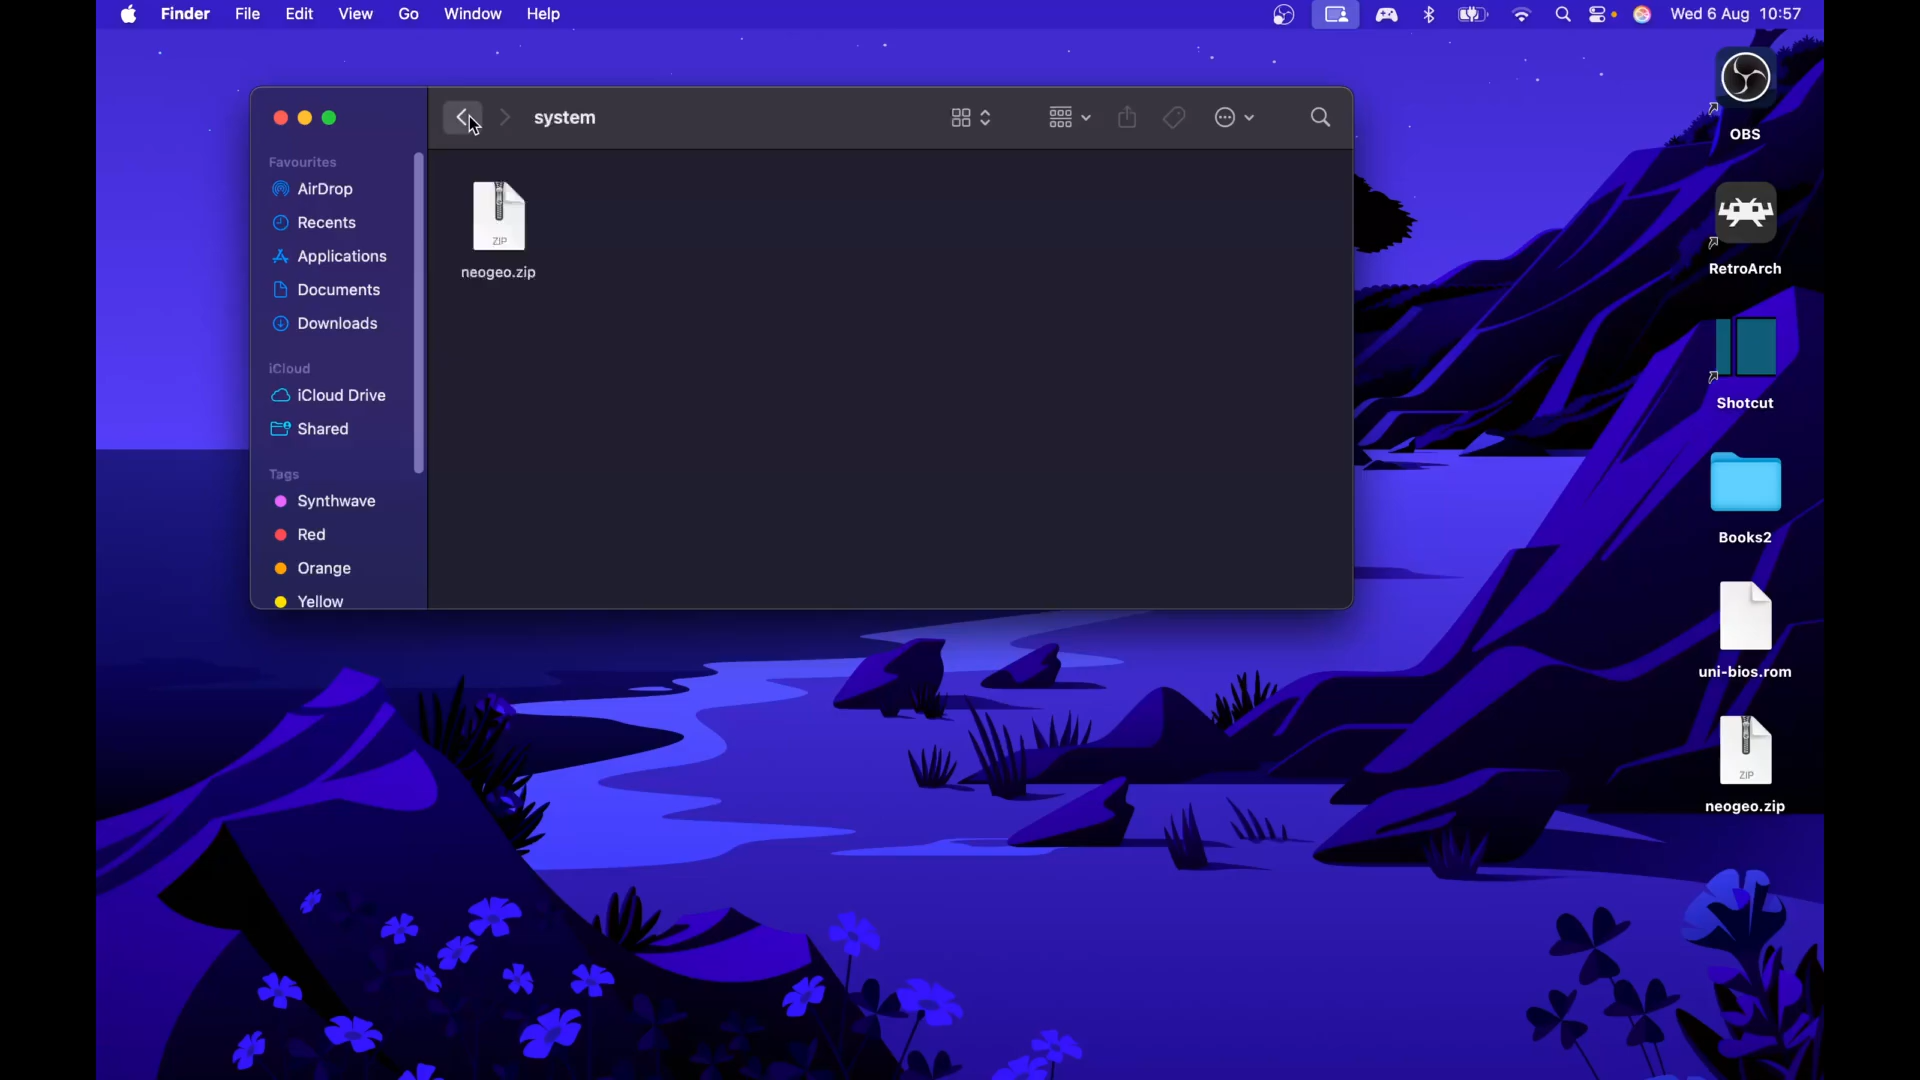 Finder File Edit View Go Window Help
Wed 6 Aug 10:57
system
Favourites
AirDrop
Recents
Applications
Documents
Downloads
iCloud
iCloud Drive
Shared
Tags
Synthwave
Red
Orange
Yellow
ZIP
neogeo.zip
OBS
RetroArch
Shotcut
Books2
uni-bios.rom
ZIP
neogeo.zip